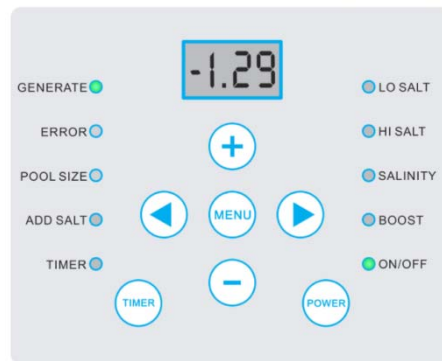 -1.29
GENERATE
LO SALT
ERROR
+
HI SALT
POOL SIZE
SALINITY
ADD SALT
MENU
BOOST
TIMER
-
ON/OFF
TIMER
POWER